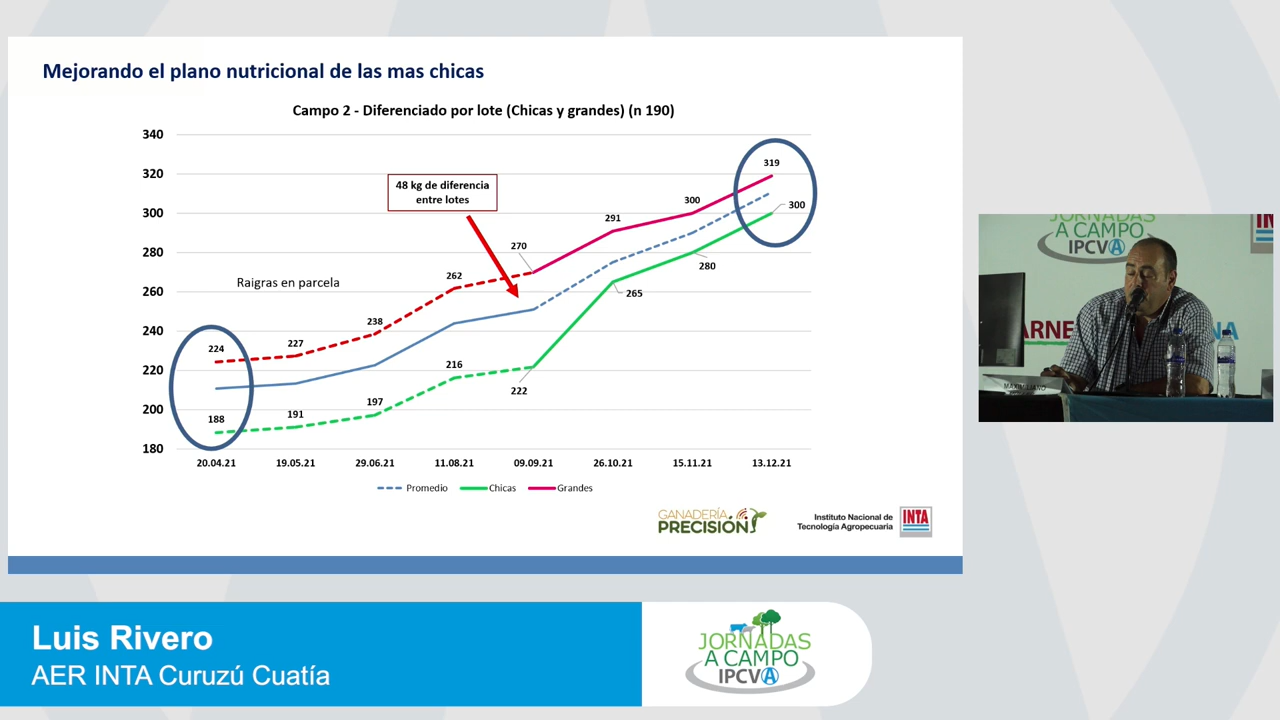 Mejorando el plano nutricional de las mas chicas
Campo 2 - Diferenciado por lote (Chicas y grandes) (n 190)
340
320
300
280
260
240
220
200
180
48 kg de diferencia
entre lotes
Raigras en parcela
224
227
238
262
270
291
300
319
188
191
197
216
222
265
280
300
20.04.21
19.05.21
29.06.21
11.08.21
09.09.21
26.10.21
15.11.21
13.12.21
Promedio
Chicas
Grandes
GANADERÍA
PRECISIÓN
Instituto Nacional de
Tecnología Agropecuaria
INTA
JORNADAS
A CAMPO
IPCVA
IN
ARNE
NA
MAXIMILIANO
Luis Rivero
AER INTA Curuzú Cuatía
JORNADAS
A CAMPO
IPCVA